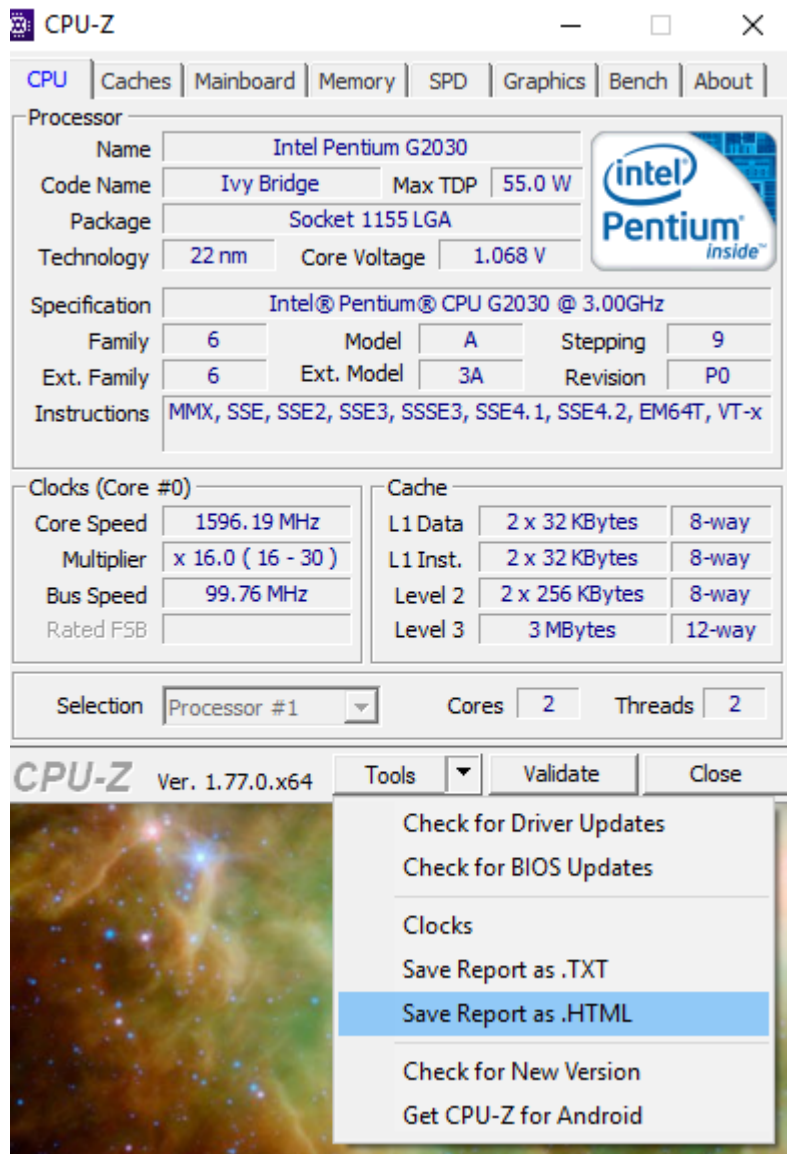 CPU-Z
CPU Caches Mainboard Memory SPD Graphics Bench About
Processor
Name Intel Pentium G2030
Code Name Ivy Bridge Max TDP 55.0 W
Package Socket 1155 LGA
Technology 22 nm Core Voltage 1.068 V
intel
Pentium®
inside™
Specification Intel® Pentium® CPU G2030 @ 3.00GHz
Family 6 Model A Stepping 9
Ext. Family 6 Ext. Model 3A Revision P0
Instructions MMX, SSE, SSE2, SSE3, SSSE3, SSE4.1, SSE4.2, EM64T, VT-x
Clocks (Core #0)
Core Speed 1596.19 MHz
Multiplier x 16.0 ( 16 - 30 )
Bus Speed 99.76 MHz
Rated FSB
Cache
L1 Data 2 x 32 KBytes 8-way
L1 Inst. 2 x 32 KBytes 8-way
Level 2 2 x 256 KBytes 8-way
Level 3 3 MBytes 12-way
Selection Processor #1 Cores 2 Threads 2
CPU-Z Ver. 1.77.0.x64 Tools Validate Close
Check for Driver Updates
Check for BIOS Updates
Clocks
Save Report as .TXT
Save Report as .HTML
Check for New Version
Get CPU-Z for Android